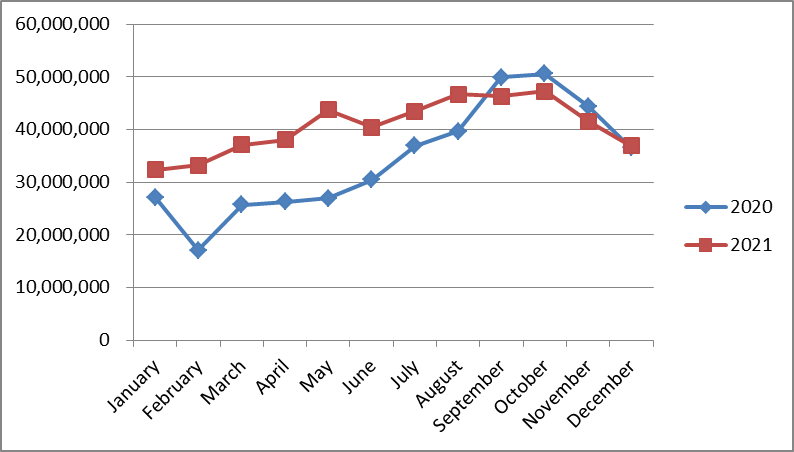 60,000,000
50,000,000
40,000,000
30,000,000
20,000,000
10,000,000
0
January
February
March
April
May
June
July
August
September
October
November
December
2020
2021